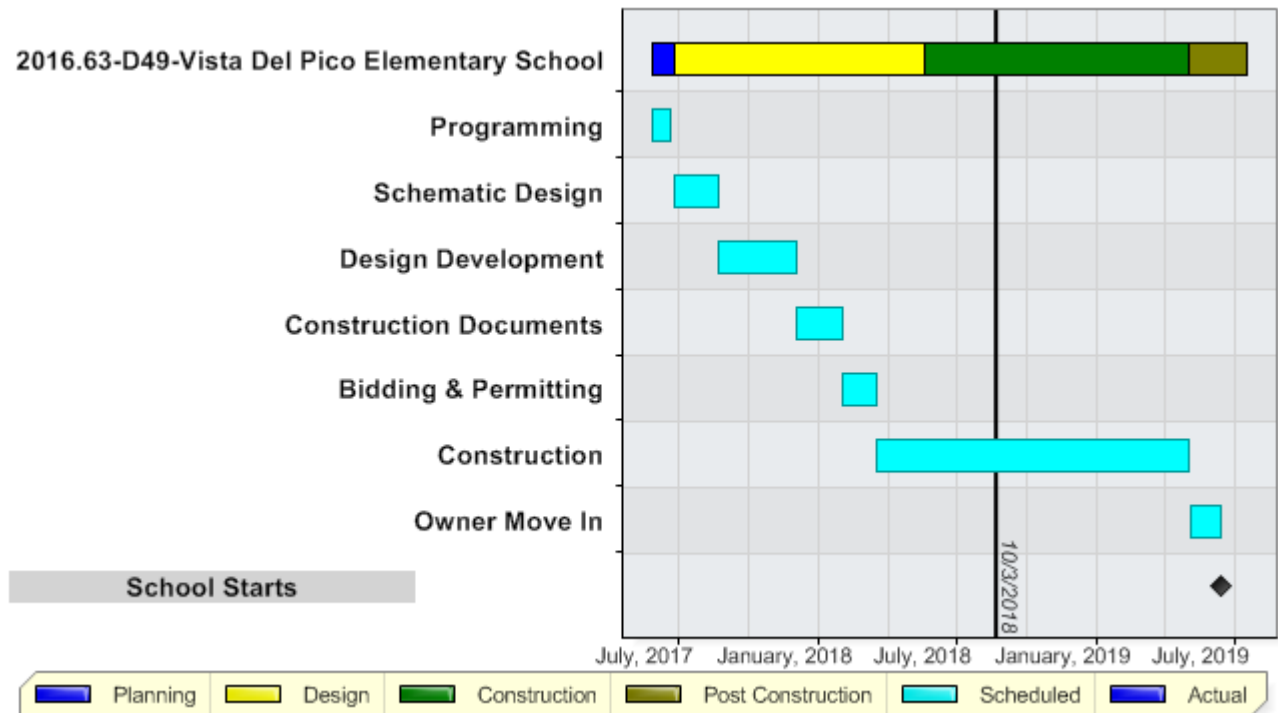 2016.63-D49-Vista Del Pico Elementary School
Programming
Schematic Design
Design Development
Construction Documents
Bidding & Permitting
Construction
Owner Move In
School Starts
10/3/2018
July, 2017 January, 2018 July, 2018 January, 2019 July, 2019
Planning Design Construction Post Construction Scheduled Actual